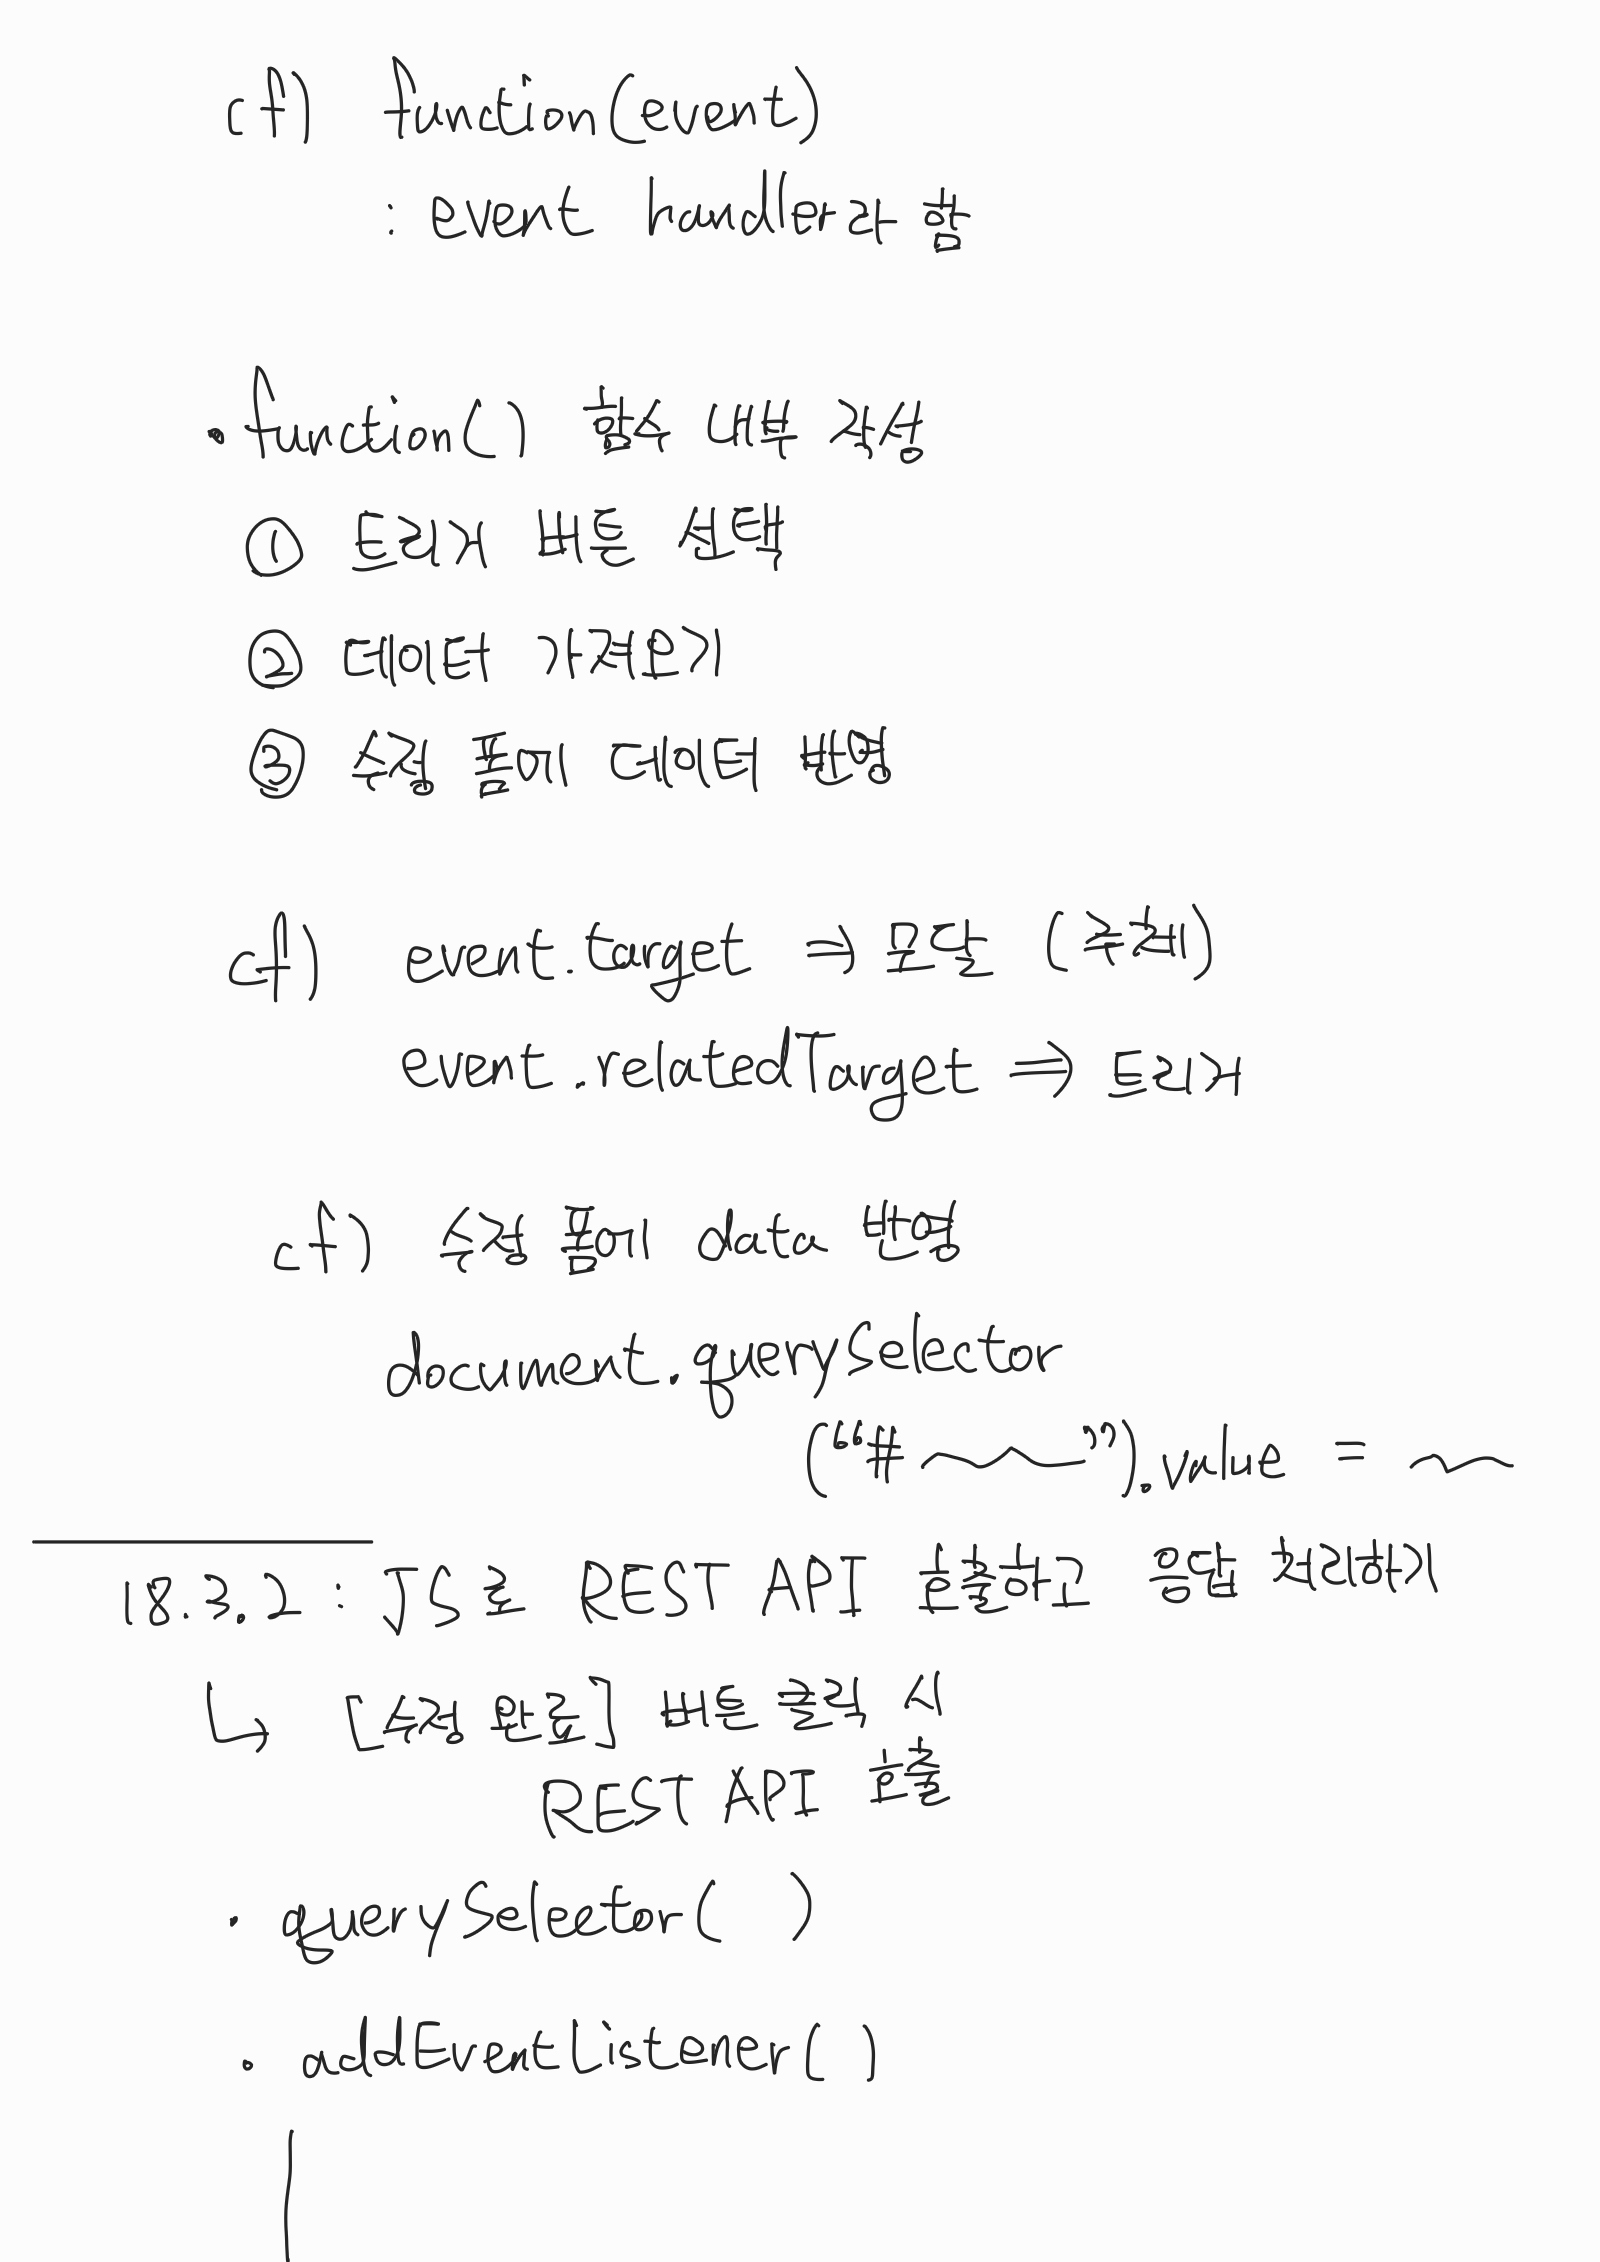 cf) function(event)
: event handler라 함
• function() 함수 내부 작성
① 트리거 버튼 선택
② 데이터 가져오기
③ 수정 폼에 데이터 반영
cf) event.target ⇒ 모달 (주체)
event.relatedTarget ⇒ 트리거
cf) 수정 폼에 data 반영
document.querySelector
("# ~~~").value = ~
18.3.2 : JS로 REST API 호출하고 응답 처리하기
↳ [수정 완료] 버튼 클릭 시
REST API 호출
• querySelector( )
• addEventListener( )